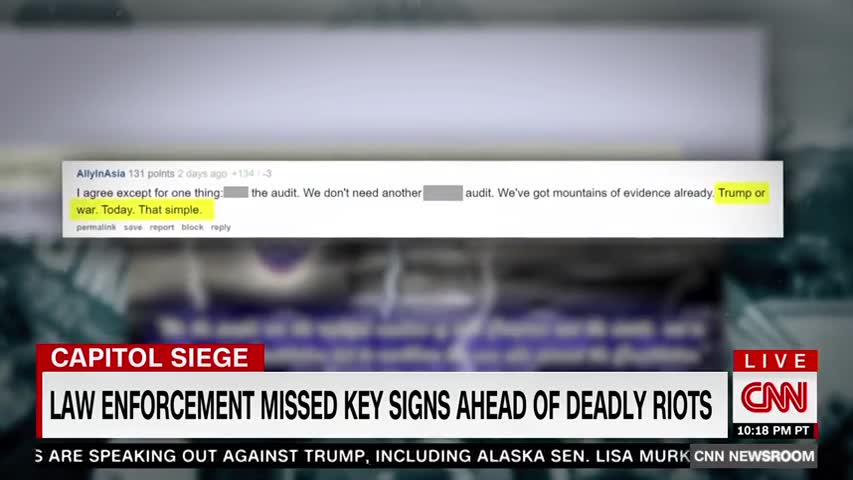 AllyInAsia 131 points 2 days ago +134 / -3
I agree except for one thing: the audit. We don't need another audit. We've got mountains of evidence already. Trump or
war. Today. That simple.
permalink save report block reply
CAPITOL SIEGE
LAW ENFORCEMENT MISSED KEY SIGNS AHEAD OF DEADLY RIOTS
LIVE
CNN
10:18 PM PT
S ARE SPEAKING OUT AGAINST TRUMP, INCLUDING ALASKA SEN. LISA MURK
CNN NEWSROOM